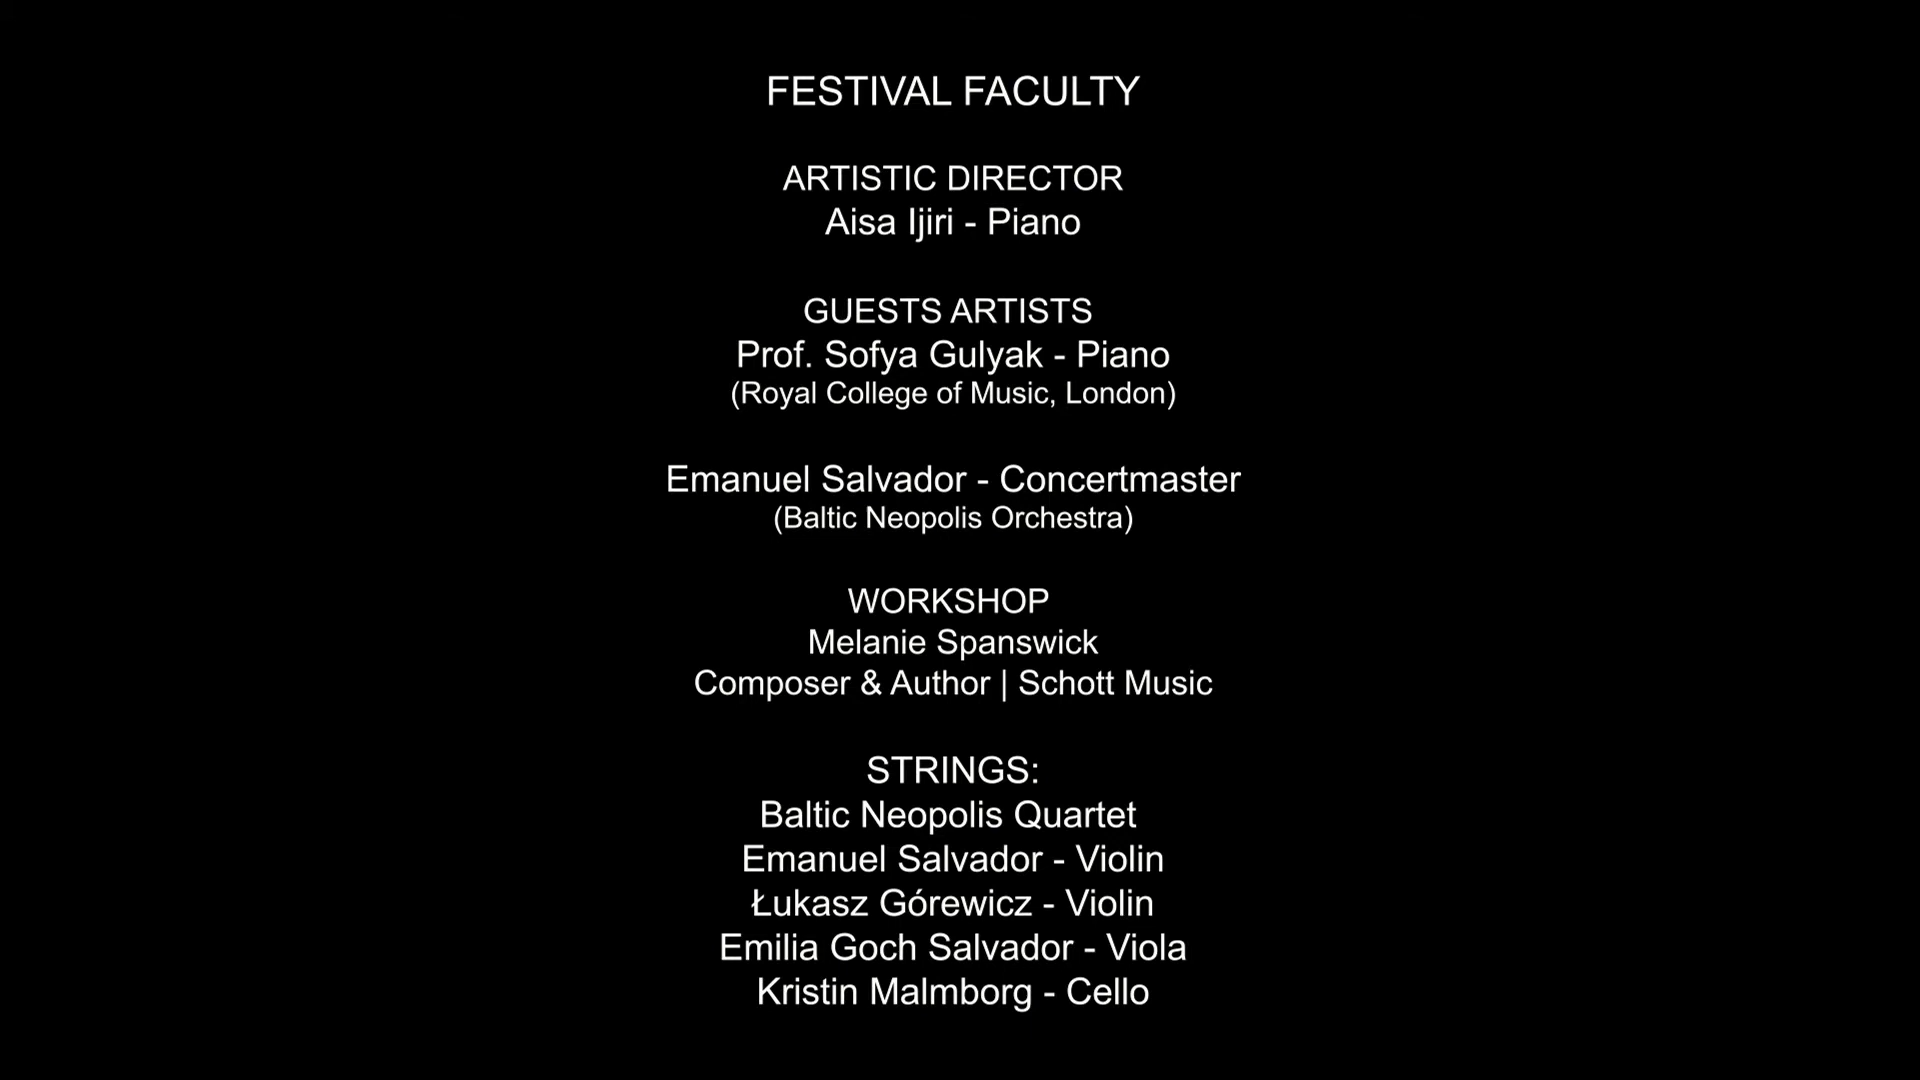 FESTIVAL FACULTY
ARTISTIC DIRECTOR
Aisa Ijiri - Piano
GUESTS ARTISTS
Prof. Sofya Gulyak - Piano
(Royal College of Music, London)
Emanuel Salvador - Concertmaster
(Baltic Neopolis Orchestra)
WORKSHOP
Melanie Spanswick
Composer & Author | Schott Music
STRINGS:
Baltic Neopolis Quartet
Emanuel Salvador - Violin
Łukasz Górewicz - Violin
Emilia Goch Salvador - Viola
Kristin Malmborg - Cello